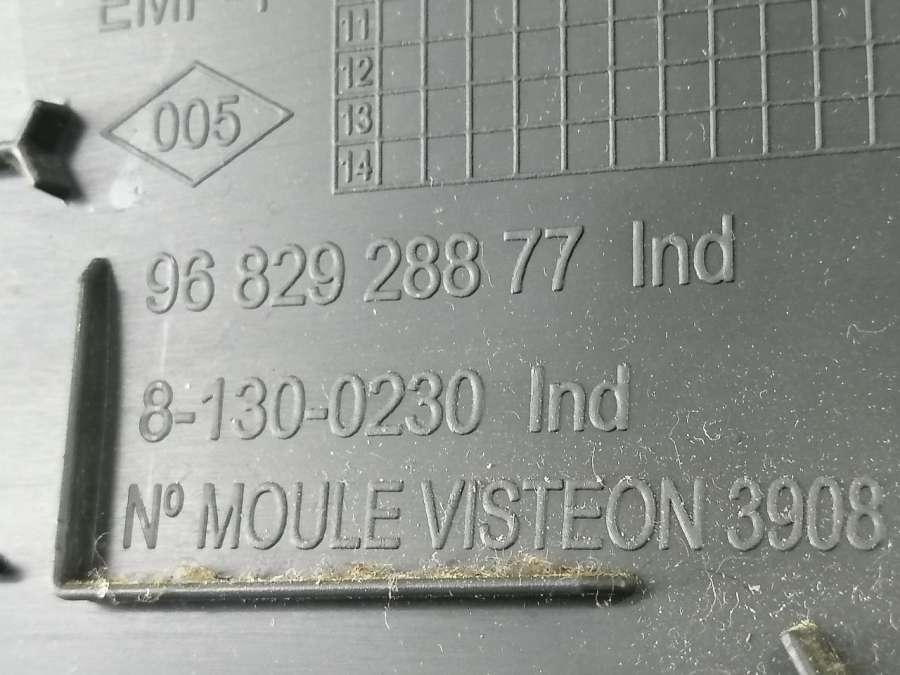 11
12
005
13
14
96 829 288 77 Ind
8-130-0230 Ind
Nº MOULE VISTEON 3908